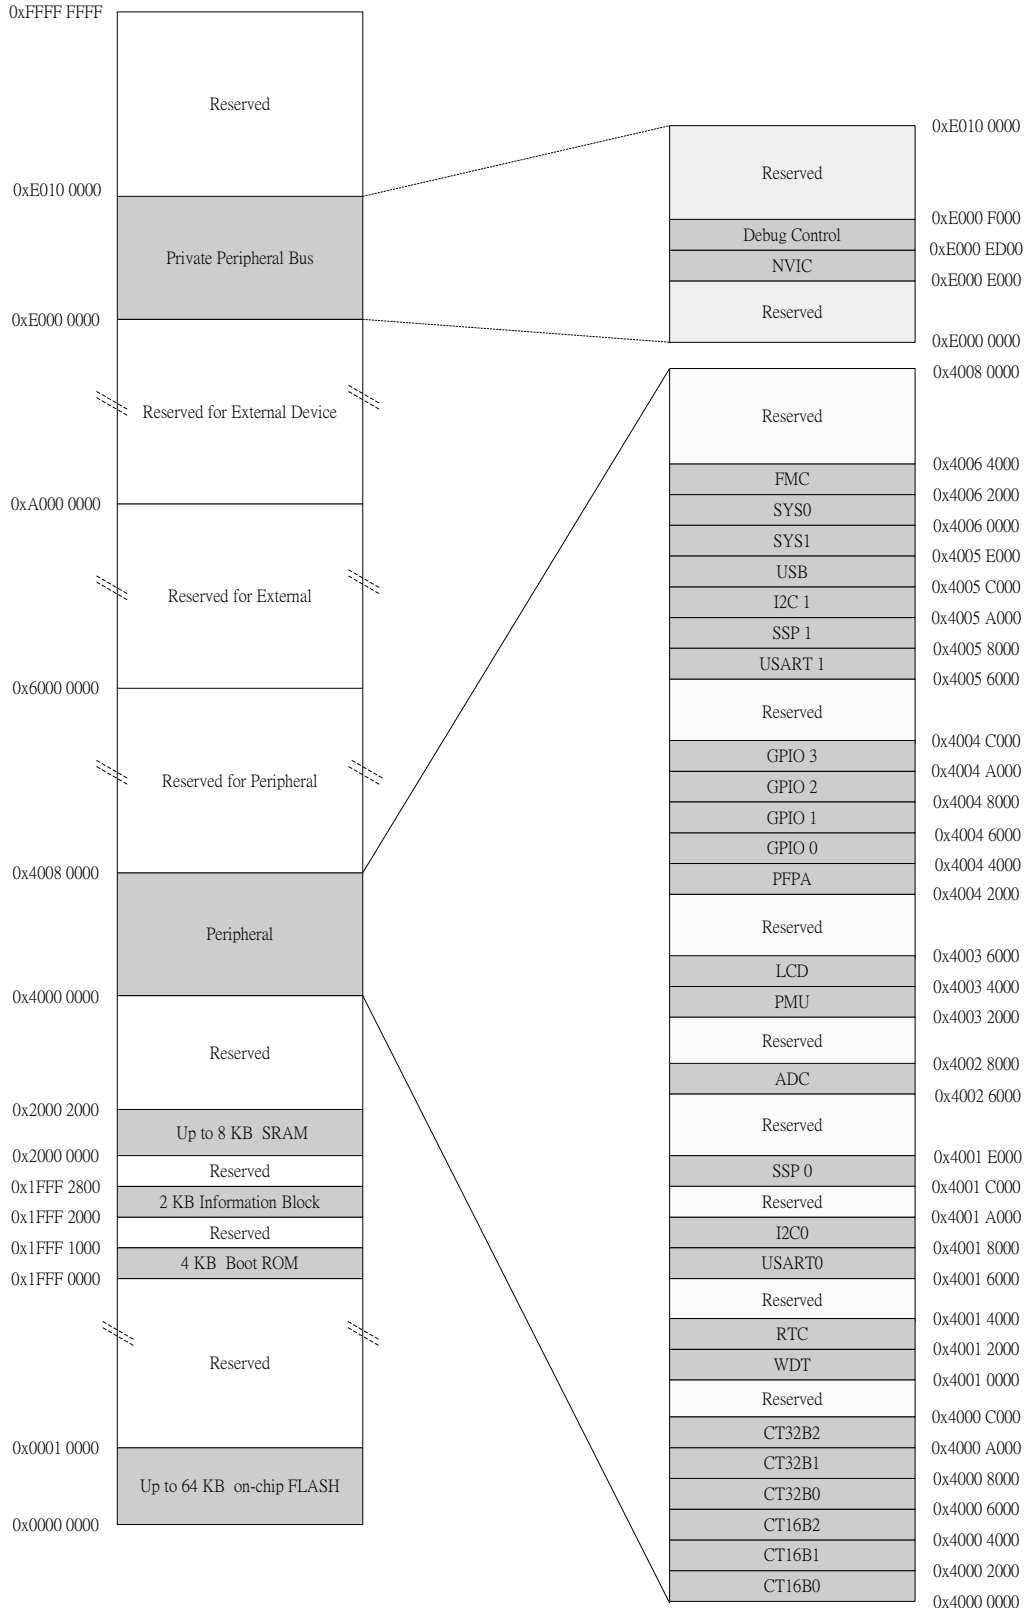 0xFFFF FFFF
Reserved
0xE010 0000
Private Peripheral Bus
0xE000 0000
Reserved for External Device
0xA000 0000
Reserved for External
0x6000 0000
Reserved for Peripheral
0x4008 0000
Peripheral
0x4000 0000
Reserved
0x2000 2000
Up to 8 KB SRAM
0x2000 0000
Reserved
0x1FFF 2800
2 KB Information Block
0x1FFF 2000
Reserved
0x1FFF 1000
4 KB Boot ROM
0x1FFF 0000
Reserved
0x0001 0000
Up to 64 KB on-chip FLASH
0x0000 0000
0xE010 0000
Reserved
0xE000 F000
Debug Control
0xE000 ED00
NVIC
0xE000 E000
Reserved
0xE000 0000
0x4008 0000
Reserved
0x4006 4000
FMC
0x4006 2000
SYS0
0x4006 0000
SYS1
0x4005 E000
USB
0x4005 C000
I2C 1
0x4005 A000
SSP 1
0x4005 8000
USART 1
0x4005 6000
Reserved
0x4004 C000
GPIO 3
0x4004 A000
GPIO 2
0x4004 8000
GPIO 1
0x4004 6000
GPIO 0
0x4004 4000
PFPA
0x4004 2000
Reserved
0x4003 6000
LCD
0x4003 4000
PMU
0x4003 2000
Reserved
0x4002 8000
ADC
0x4002 6000
Reserved
0x4001 E000
SSP 0
0x4001 C000
Reserved
0x4001 A000
I2C0
0x4001 8000
USART0
0x4001 6000
Reserved
0x4001 4000
RTC
0x4001 2000
WDT
0x4001 0000
Reserved
0x4000 C000
CT32B2
0x4000 A000
CT32B1
0x4000 8000
CT32B0
0x4000 6000
CT16B2
0x4000 4000
CT16B1
0x4000 2000
CT16B0
0x4000 0000